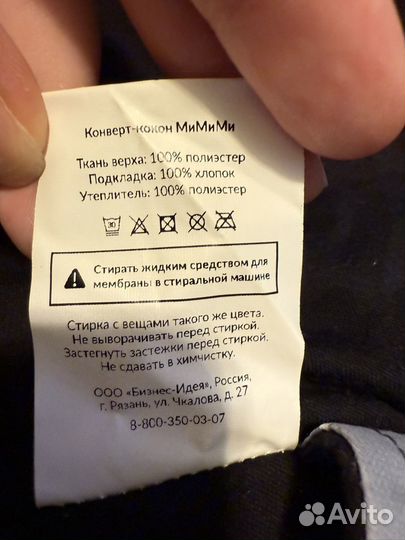 Конверт-кокон МиМиМи
Ткань верха: 100% полиэстер
Подкладка: 100% хлопок
Утеплитель: 100% полиэстер
30
Стирать жидким средством для
мембраны в стиральной машине
Стирка с вещами такого же цвета.
Не выворачивать перед стиркой.
Застегнуть застежки перед стиркой.
Не сдавать в химчистку.
ООО «Бизнес-Идея», Россия,
г. Рязань, ул. Чкалова, д. 27
8-800-350-03-07
Avito